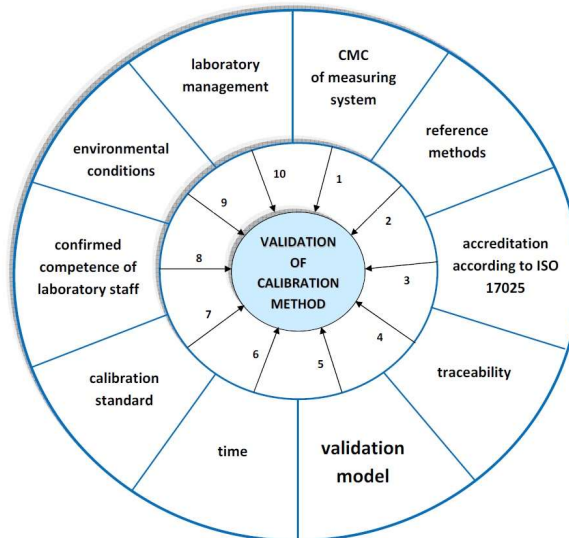 laboratory
management
CMC
of measuring
system
reference
methods
accreditation
according to ISO
17025
traceability
validation
model
time
calibration
standard
confirmed
competence of
laboratory staff
environmental
conditions
1
2
3
4
5
6
7
8
9
10
VALIDATION
OF
CALIBRATION
METHOD